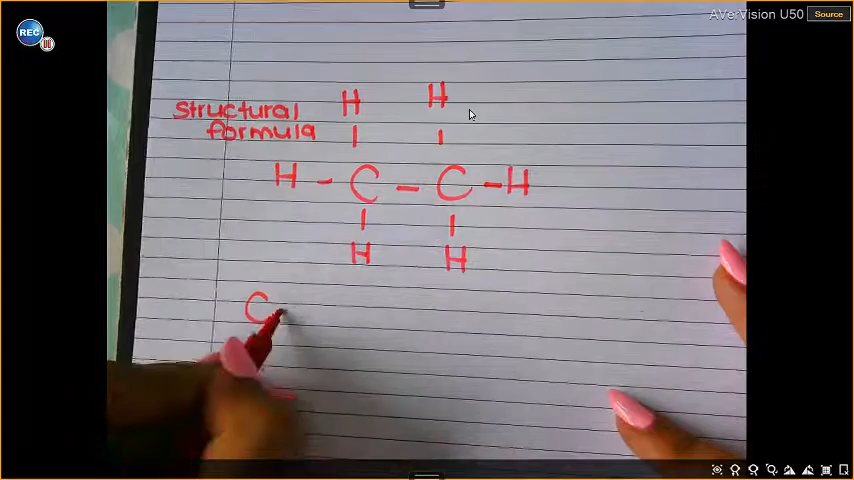 AVerVision U50 Source
REC
Structural H H
formula
H - C - C - H
H H
C